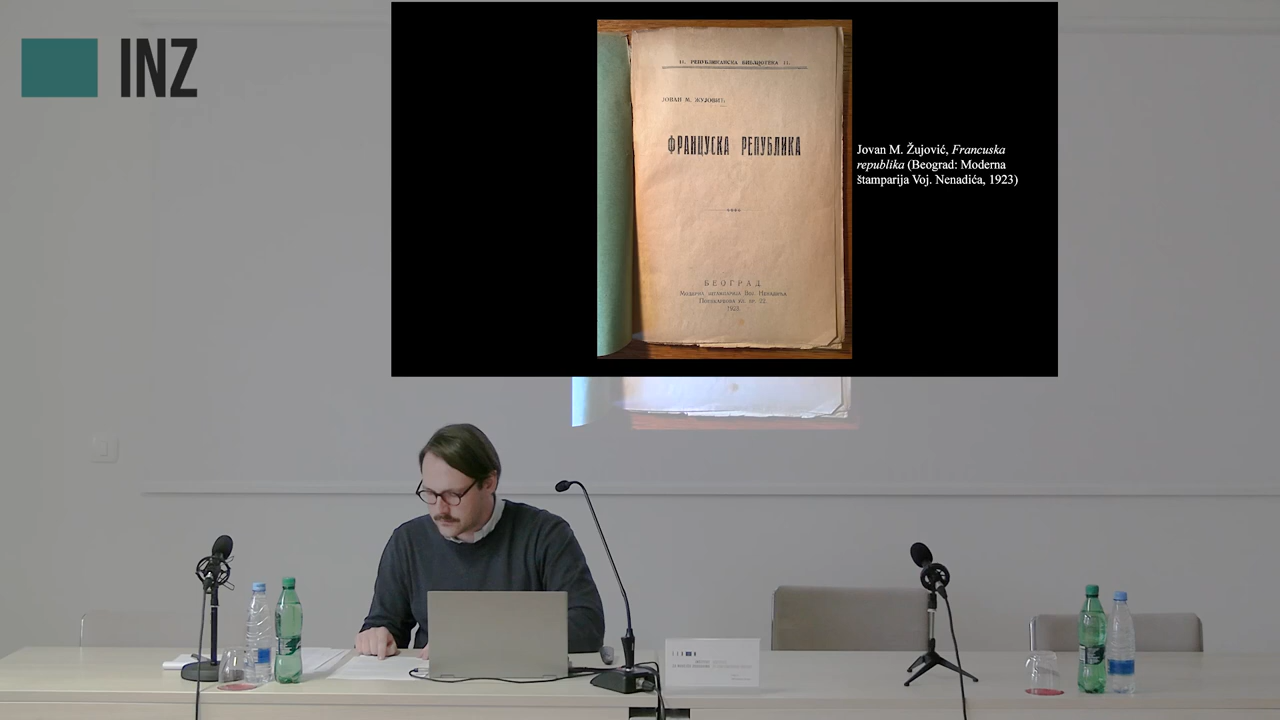 INZ
11. РЕПУБЛИКАНСКА БИБЛИОТЕКА 11.
ЈОВАН М. ЖУЈОВИЋ:
ФРАНЦУСКА РЕПУБЛИКА
БЕОГРАД
1923
Jovan M. Žujović, Francuska
republika (Beograd: Moderna
štamparija Voj. Nenadića, 1923)